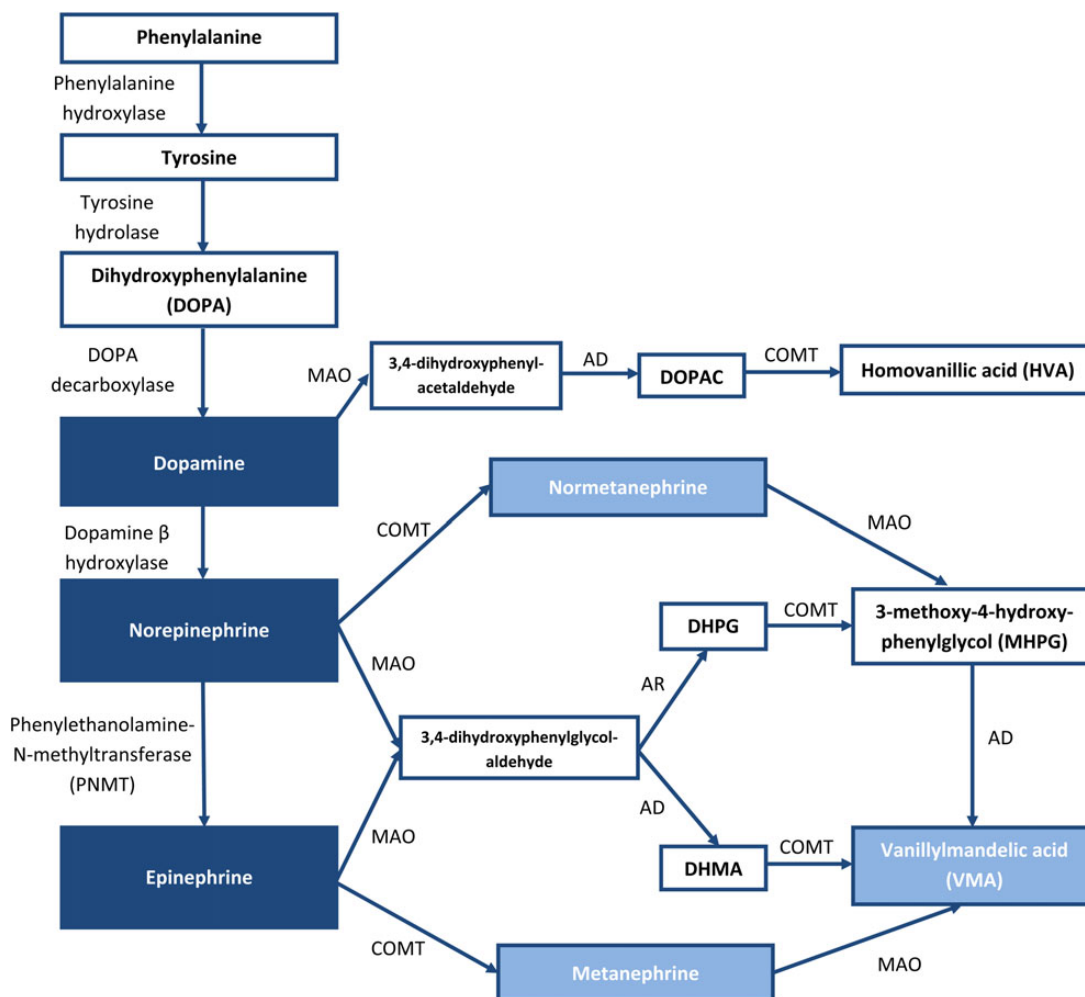 Phenylalanine
Phenylalanine
hydroxylase
Tyrosine
Tyrosine
hydrolase
Dihydroxyphenylalanine
(DOPA)
DOPA
decarboxylase
MAO
3,4-dihydroxyphenyl-
acetaldehyde
AD
DOPAC
COMT
Homovanillic acid (HVA)
Dopamine
Dopamine β
hydroxylase
COMT
Normetanephrine
MAO
Norepinephrine
MAO
DHPG
COMT
3-methoxy-4-hydroxy-
phenylglycol (MHPG)
AR
Phenylethanolamine-
N-methyltransferase
(PNMT)
3,4-dihydroxyphenylglycol-
aldehyde
AD
AD
MAO
Epinephrine
DHMA
COMT
Vanillylmandelic acid
(VMA)
COMT
Metanephrine
MAO